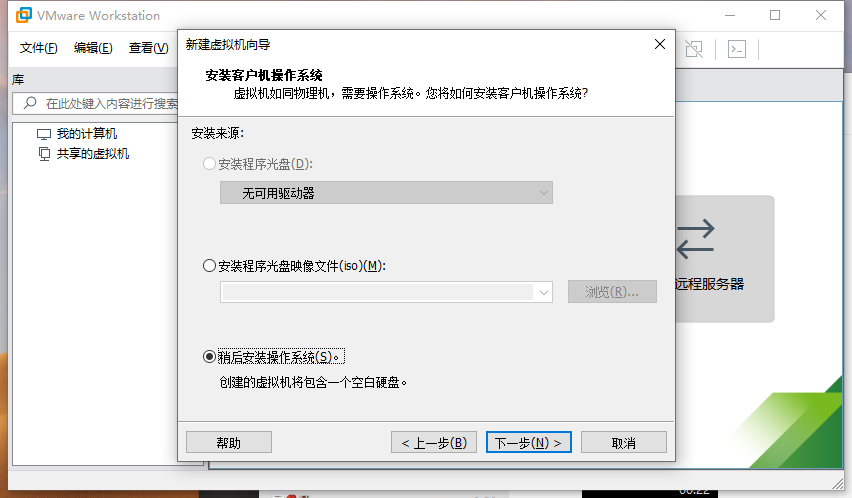 VMware Workstation
文件(F) 编辑(E) 查看(V)
库
在此处键入内容进行搜索
我的计算机
共享的虚拟机
新建虚拟机向导
安装客户机操作系统
虚拟机如同物理机，需要操作系统。您将如何安装客户机操作系统?
安装来源:
安装程序光盘(D):
无可用驱动器
安装程序光盘映像文件(iso)(M):
浏览(R)...
稍后安装操作系统(S)。
创建的虚拟机将包含一个空白硬盘。
帮助
< 上一步(B)
下一步(N) >
取消
远程服务器
00:22